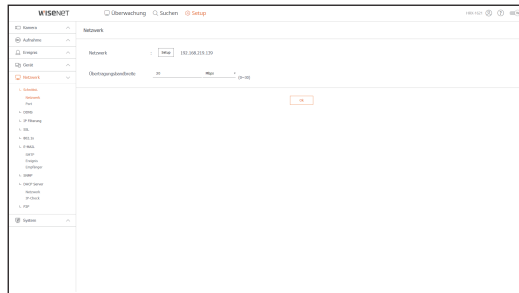 WISENET
Überwachung Suchen Setup
Kamera
Aufnahme
Ereignis
Gerät
Netzwerk
Schnittst.
Netzwerk
Port
DDNS
IP Filterung
SSL
802.1x
E-Mail
SMTP
Ereignis
Empfänger
SNMP
DHCP Server
Netzwerk
IP Check
P2P
System
Netzwerk
Netzwerk : Setup 192.168.219.135
Übertragungsbandbreite 50 Mbps
OK